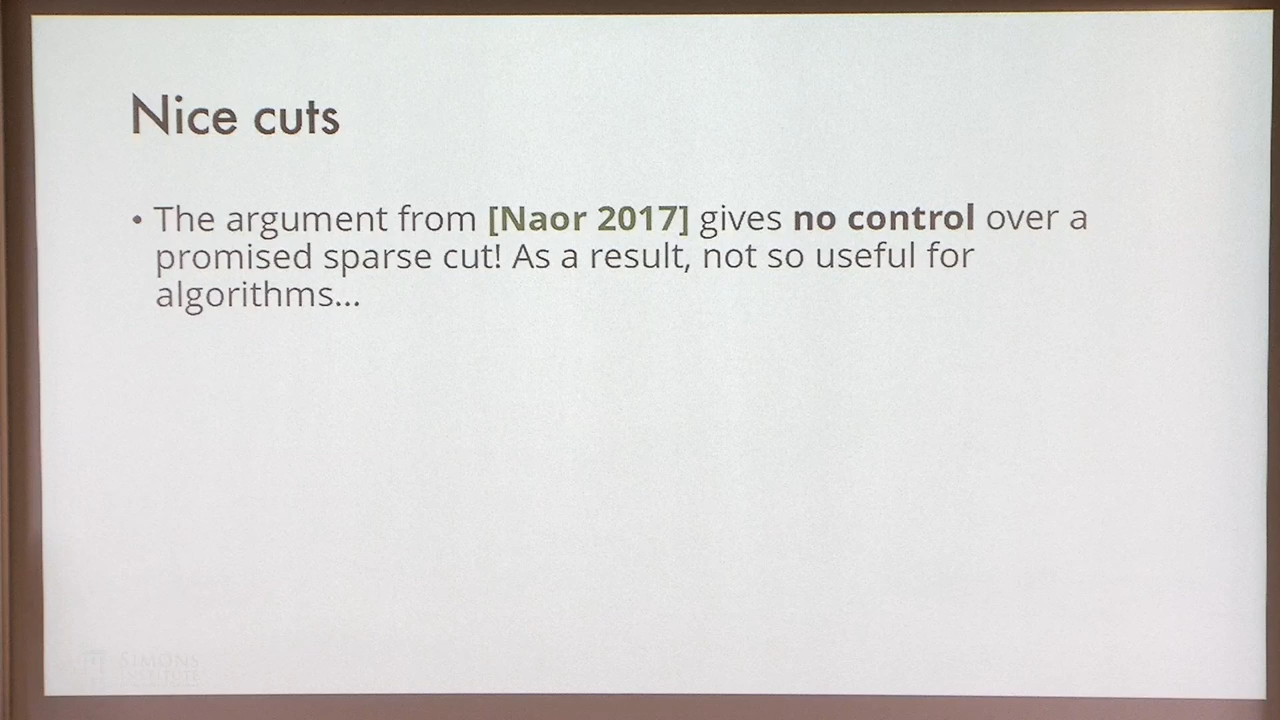 Nice cuts
• The argument from [Naor 2017] gives no control over a
promised sparse cut! As a result, not so useful for
algorithms...
SIMONS
INSTITUTE